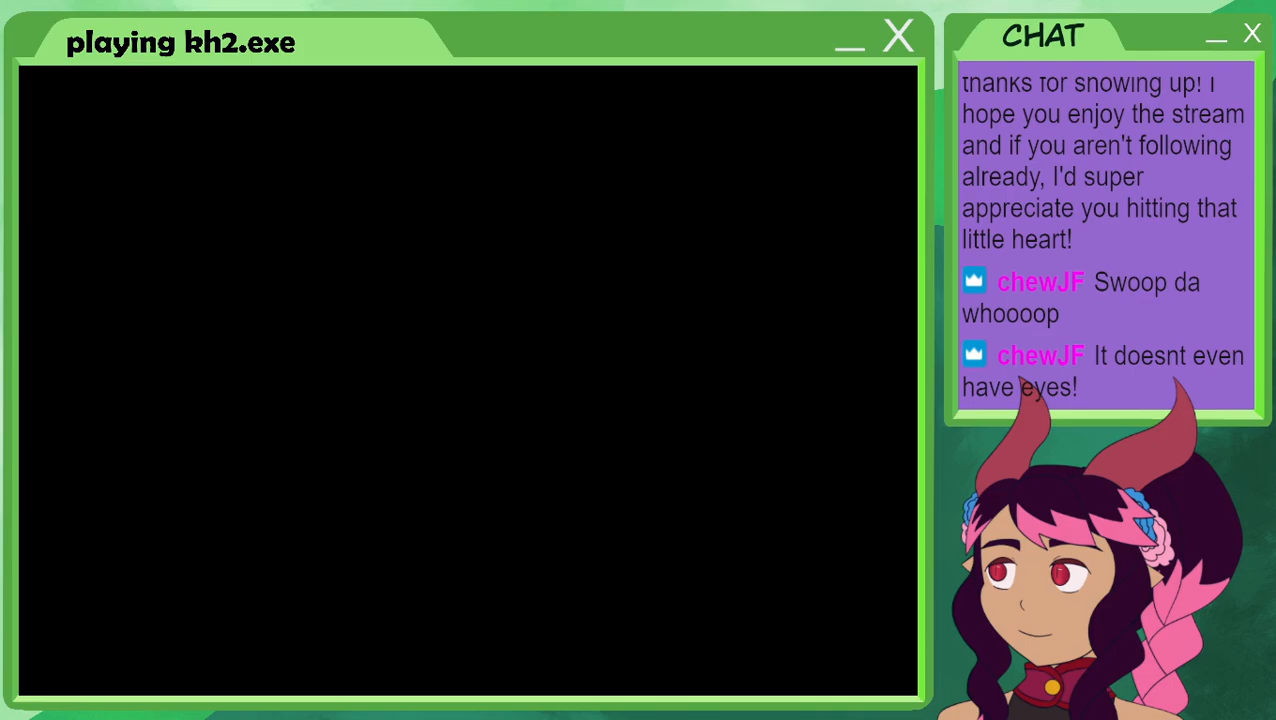 playing kh2.exe
CHAT
thanks for showing up! I
hope you enjoy the stream
and if you aren't following
already, I'd super
appreciate you hitting that
little heart!
chewJF Swoop da
whoooop
chewJF It doesnt even
have eyes!